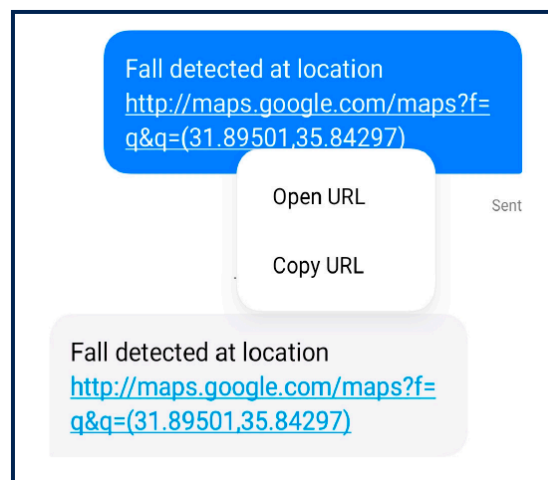 Fall detected at location
http://maps.google.com/maps?f=
q&q=(31.89501,35.84297)
Open URL
Sent
Copy URL
Fall detected at location
http://maps.google.com/maps?f=
q&q=(31.89501,35.84297)